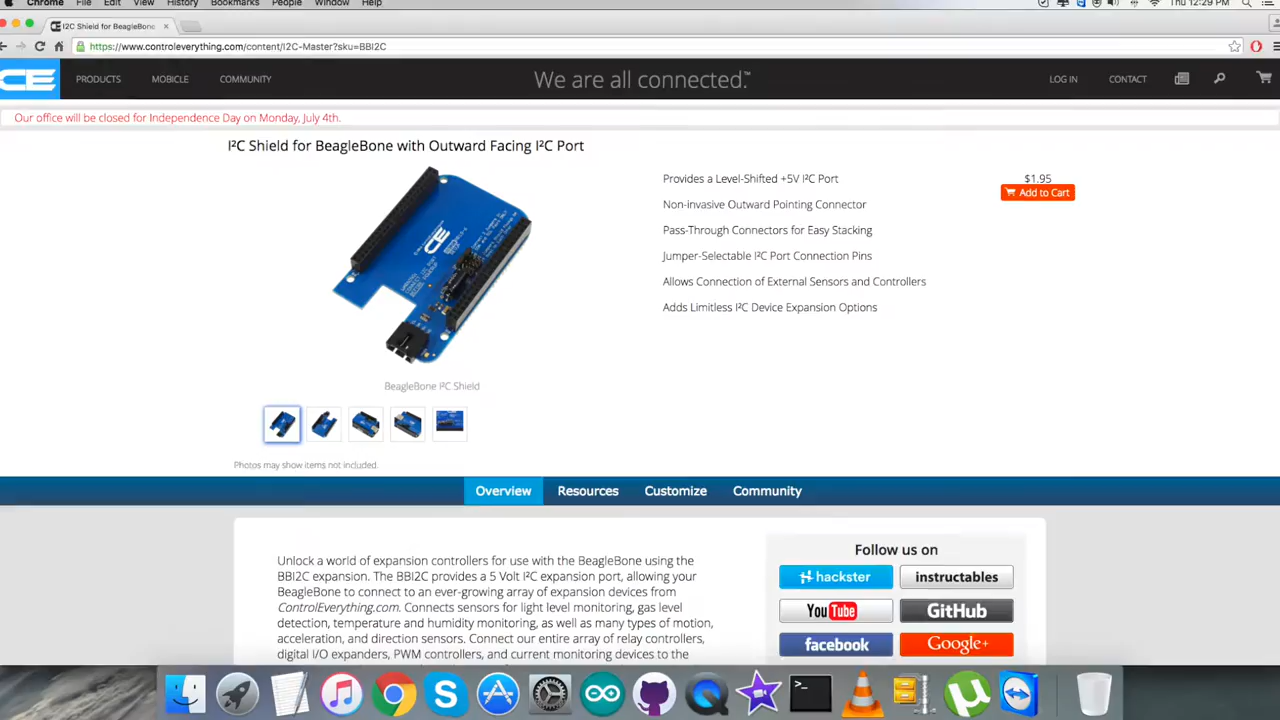 Chrome File Edit View History Bookmarks People Window Help
Thu 12:29 PM
I2C Shield for BeagleBone
https://www.controleverything.com/content/I2C-Master?sku=BBI2C
CE PRODUCTS MOBICLE COMMUNITY We are all connected.™ LOG IN CONTACT
Our office will be closed for Independence Day on Monday, July 4th.
I²C Shield for BeagleBone with Outward Facing I²C Port
Provides a Level-Shifted +5V I²C Port
$1.95
Add to Cart
Non-invasive Outward Pointing Connector
Pass-Through Connectors for Easy Stacking
Jumper-Selectable I²C Port Connection Pins
Allows Connection of External Sensors and Controllers
Adds Limitless I²C Device Expansion Options
CE
BeagleBone I²C Shield
Photos may show items not included.
Overview Resources Customize Community
Unlock a world of expansion controllers for use with the BeagleBone using the
BBI2C expansion. The BBI2C provides a 5 Volt I²C expansion port, allowing your
BeagleBone to connect to an ever-growing array of expansion devices from
ControlEverything.com. Connects sensors for light level monitoring, gas level
detection, temperature and humidity monitoring, as well as many types of motion,
acceleration, and direction sensors. Connect our entire array of relay controllers,
digital I/O expanders, PWM controllers, and current monitoring devices to the
Follow us on
hackster instructables
YouTube GitHub
facebook Google+